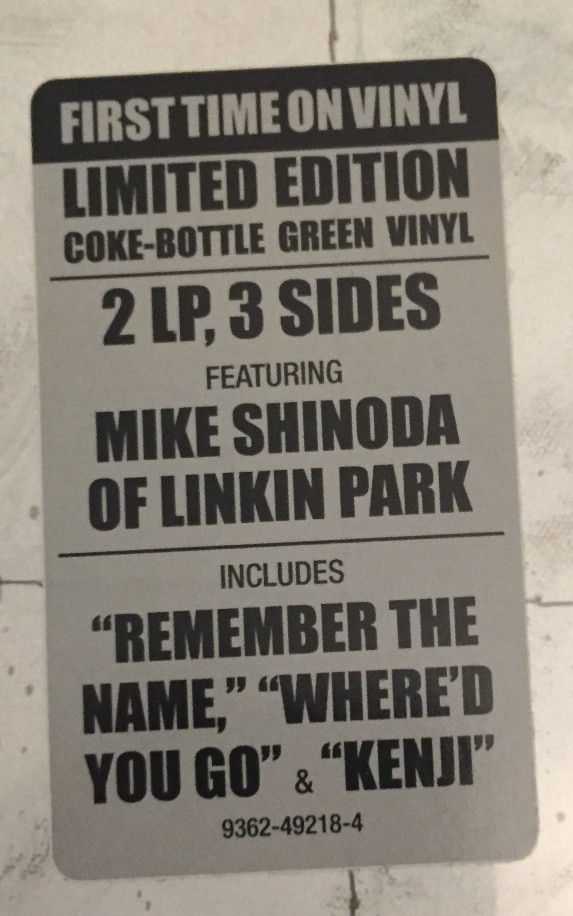 FIRST TIME ON VINYL
LIMITED EDITION
COKE-BOTTLE GREEN VINYL
2 LP, 3 SIDES
FEATURING
MIKE SHINODA
OF LINKIN PARK
INCLUDES
“REMEMBER THE
NAME,” “WHERE’D
YOU GO” & “KENJI”
9362-49218-4